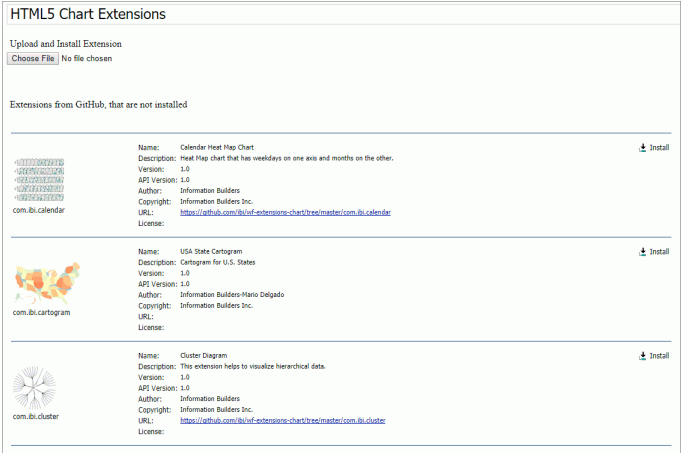 HTML5 Chart Extensions
Upload and Install Extension
Choose File No file chosen
Extensions from GitHub, that are not installed
com.ibi.calendar
Name: Calendar Heat Map Chart
Description: Heat Map chart that has weekdays on one axis and months on the other.
Version: 1.0
API Version: 1.0
Author: Information Builders
Copyright: Information Builders Inc.
URL: https://github.com/ibi/wf-extensions-chart/tree/master/com.ibi.calendar
License:
Install
com.ibi.cartogram
Name: USA State Cartogram
Description: Cartogram for U.S. States
Version: 1.0
API Version: 1.0
Author: Information Builders-Mario Delgado
Copyright: Information Builders Inc.
URL:
License:
Install
com.ibi.cluster
Name: Cluster Diagram
Description: This extension helps to visualize hierarchical data.
Version: 1.0
API Version: 1.0
Author: Information Builders
Copyright: Information Builders Inc.
URL: https://github.com/ibi/wf-extensions-chart/tree/master/com.ibi.cluster
License:
Install